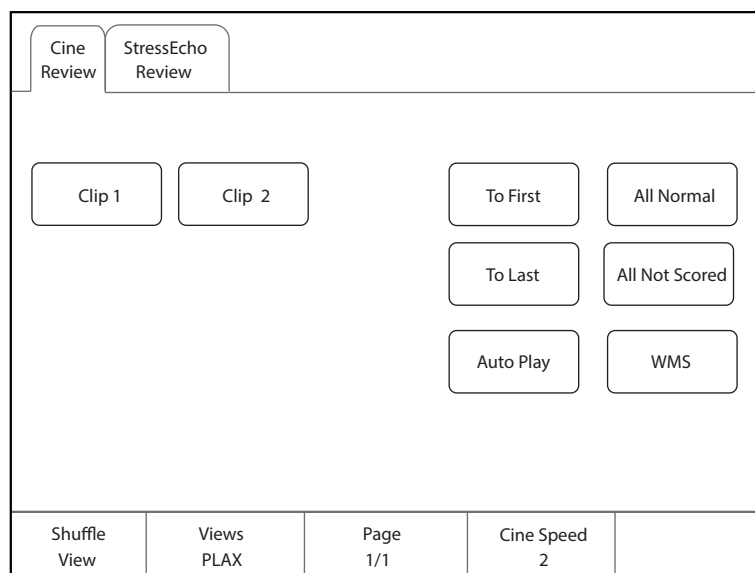 Cine
Review
StressEcho
Review
Clip 1
Clip 2
To First
All Normal
To Last
All Not Scored
Auto Play
WMS
Shuffle
View
Views
PLAX
Page
1/1
Cine Speed
2